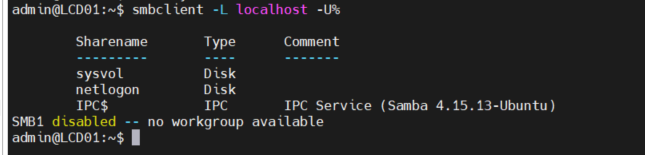 admin@LCD01:~$ smbclient -L localhost -U%
Sharename Type Comment
--------- ---- -------
sysvol Disk
netlogon Disk
IPC$ IPC IPC Service (Samba 4.15.13-Ubuntu)
SMB1 disabled -- no workgroup available
admin@LCD01:~$